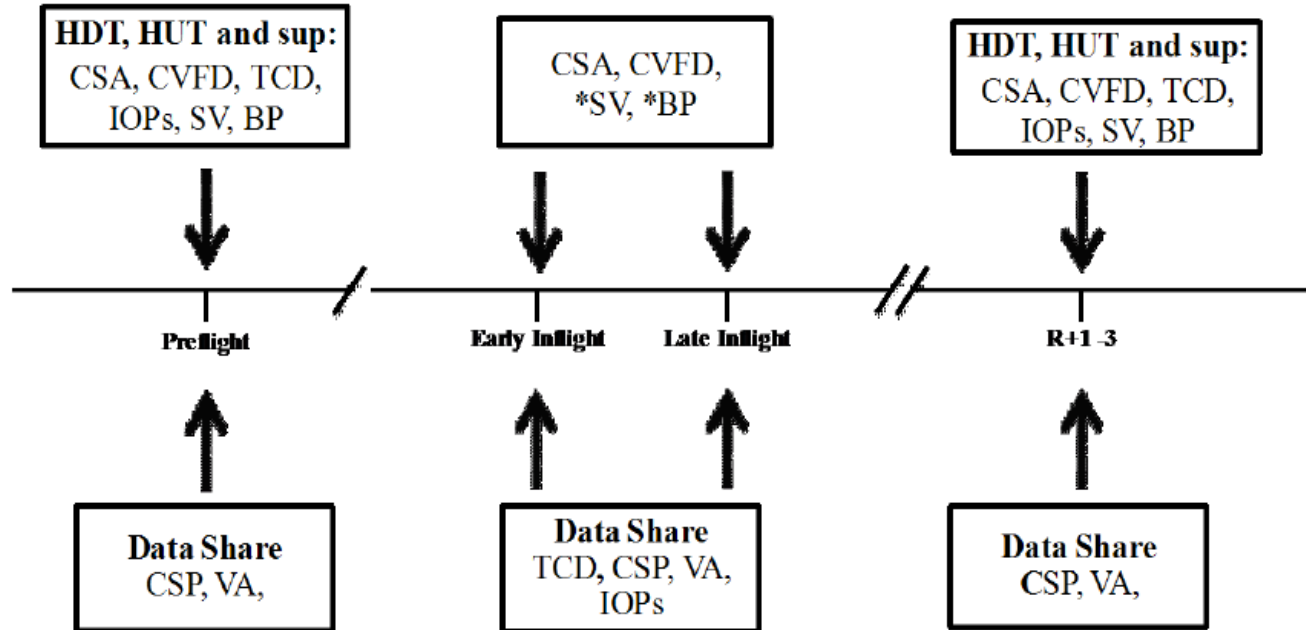 HDT, HUT and sup:
CSA, CVFD, TCD,
IOPs, SV, BP
CSA, CVFD,
*SV, *BP
HDT, HUT and sup:
CSA, CVFD, TCD,
IOPs, SV, BP
Preflight
Early Inflight
Late Inflight
R+1 -3
Data Share
CSP, VA,
Data Share
TCD, CSP, VA,
IOPs
Data Share
CSP, VA,